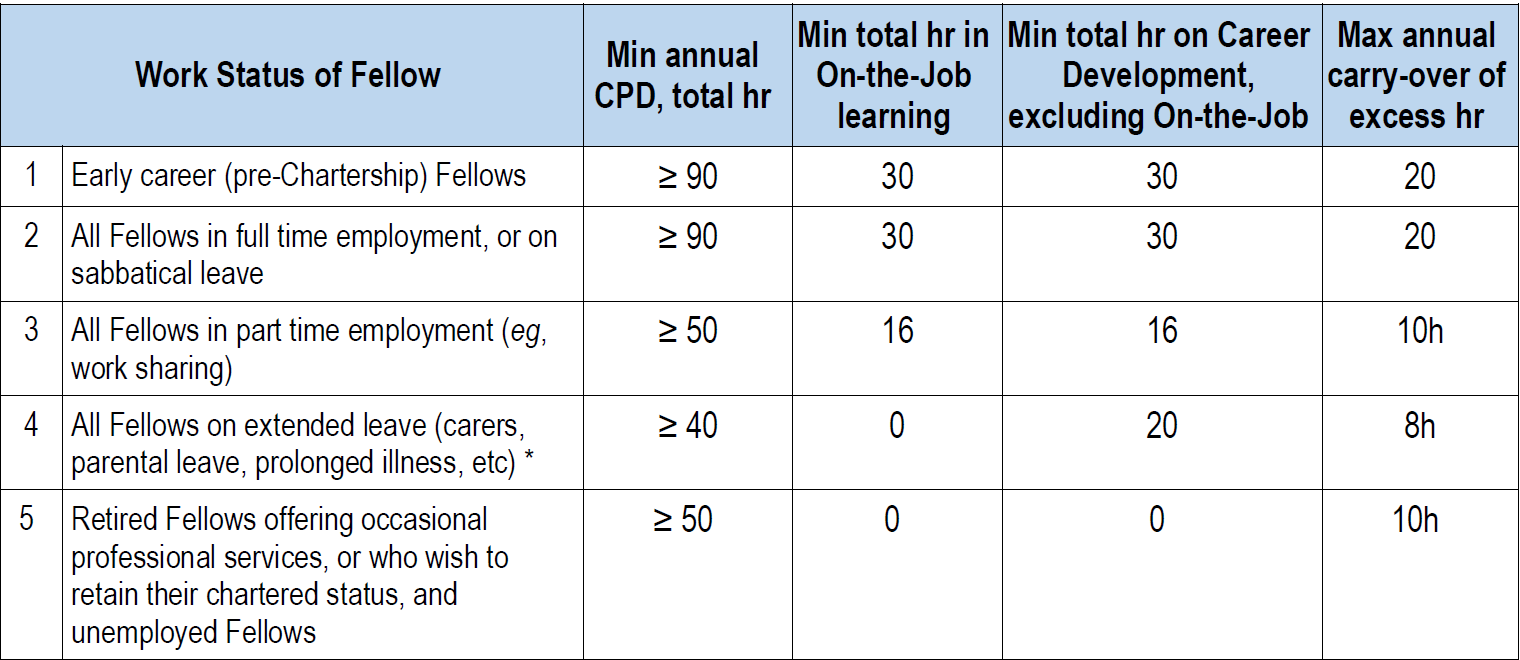 Work Status of Fellow
Min annual
CPD, total hr
Min total hr in
On-the-Job
learning
Min total hr on Career
Development,
excluding On-the-Job
Max annual
carry-over of
excess hr
1
Early career (pre-Chartership) Fellows
≥ 90
30
30
20
2
All Fellows in full time employment, or on
sabbatical leave
≥ 90
30
30
20
3
All Fellows in part time employment (eg,
work sharing)
≥ 50
16
16
10h
4
All Fellows on extended leave (carers,
parental leave, prolonged illness, etc) *
≥ 40
0
20
8h
5
Retired Fellows offering occasional
professional services, or who wish to
retain their chartered status, and
unemployed Fellows
≥ 50
0
0
10h